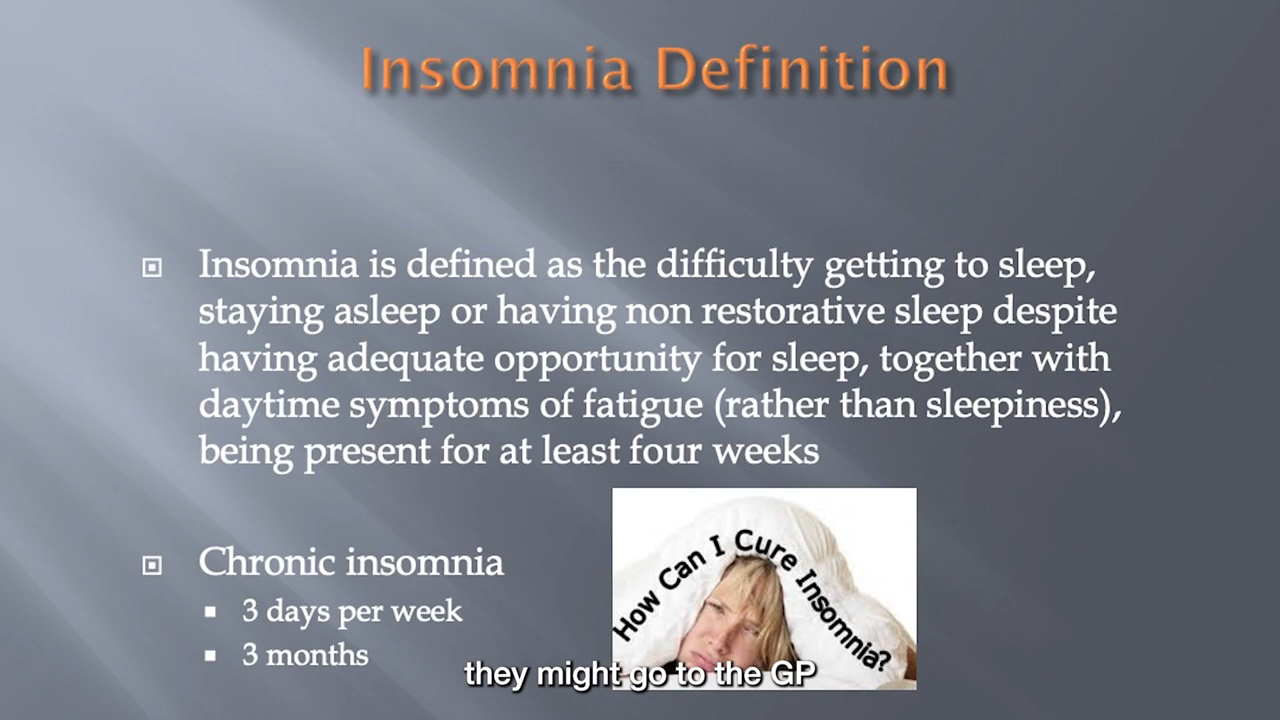 Insomnia Definition
Insomnia is defined as the difficulty getting to sleep,
staying asleep or having non restorative sleep despite
having adequate opportunity for sleep, together with
daytime symptoms of fatigue (rather than sleepiness),
being present for at least four weeks
Chronic insomnia
3 days per week
3 months
How Can I Cure Insomnia?
they might go to the GP